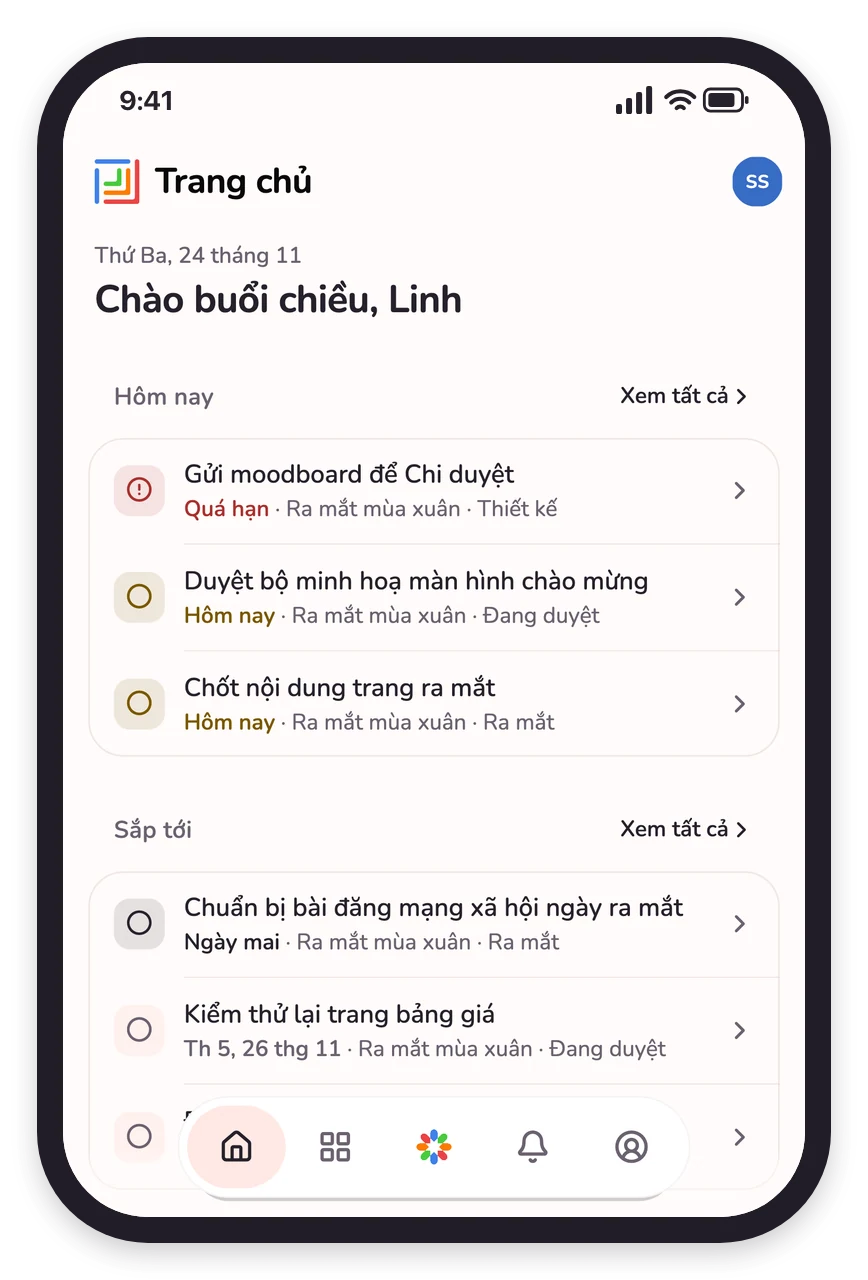 9:41
Trang chủ
SS
Thứ Ba, 24 tháng 11
Chào buổi chiều, Linh
Hôm nay
Xem tất cả
Gửi moodboard để Chi duyệt
Quá hạn · Ra mắt mùa xuân · Thiết kế
Duyệt bộ minh hoạ màn hình chào mừng
Hôm nay · Ra mắt mùa xuân · Đang duyệt
Chốt nội dung trang ra mắt
Hôm nay · Ra mắt mùa xuân · Ra mắt
Sắp tới
Xem tất cả
Chuẩn bị bài đăng mạng xã hội ngày ra mắt
Ngày mai · Ra mắt mùa xuân · Ra mắt
Kiểm thử lại trang bảng giá
Th 5, 26 thg 11 · Ra mắt mùa xuân · Đang duyệt